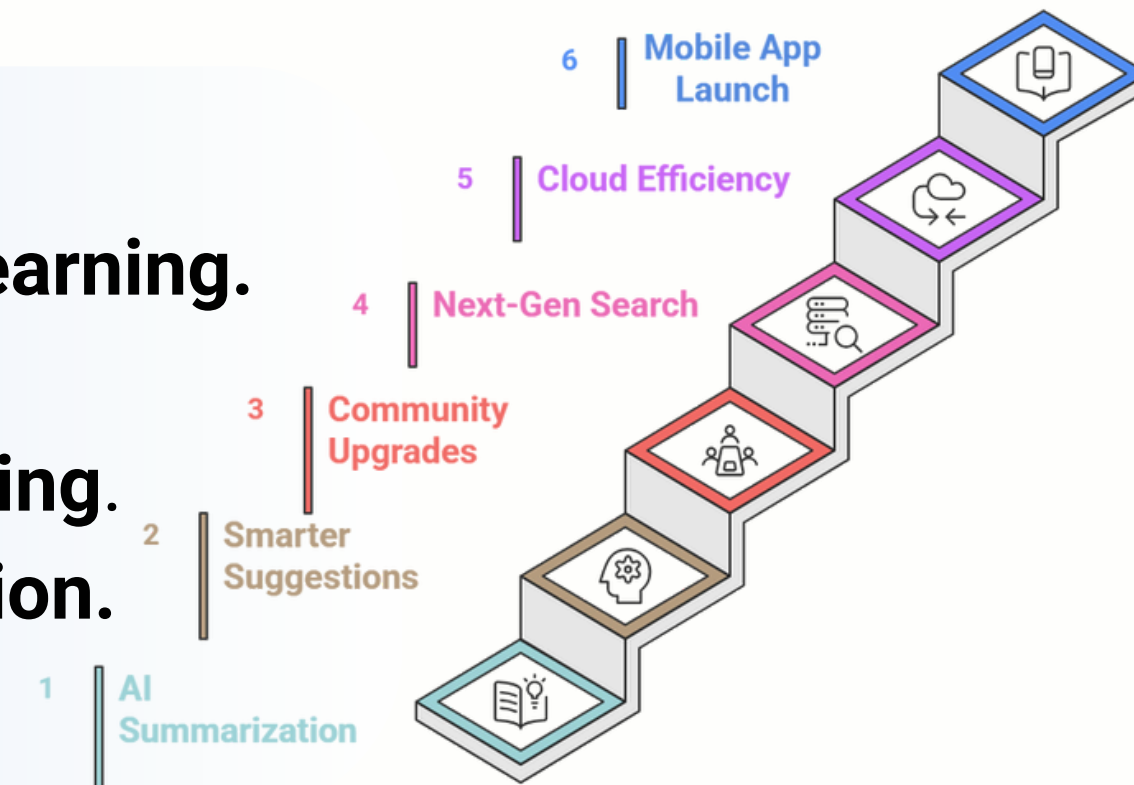 6
Mobile App
Launch
5
Cloud Efficiency
earning.
4
Next-Gen Search
3
Community
Upgrades
ing.
2
Smarter
Suggestions
ion.
1
AI
Summarization